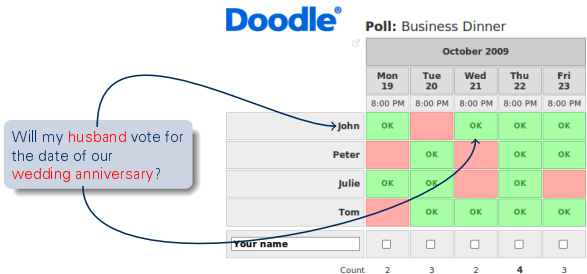 Doodle®
Poll: Business Dinner
October 2009
Mon Tue Wed Thu Fri
19 20 21 22 23
8:00 PM 8:00 PM 8:00 PM 8:00 PM 8:00 PM
John OK OK OK OK
Will my husband vote for
the date of our
wedding anniversary?
Peter OK OK OK
Julie OK OK OK
Tom OK OK OK OK
Your name
Count 2 3 2 4 3